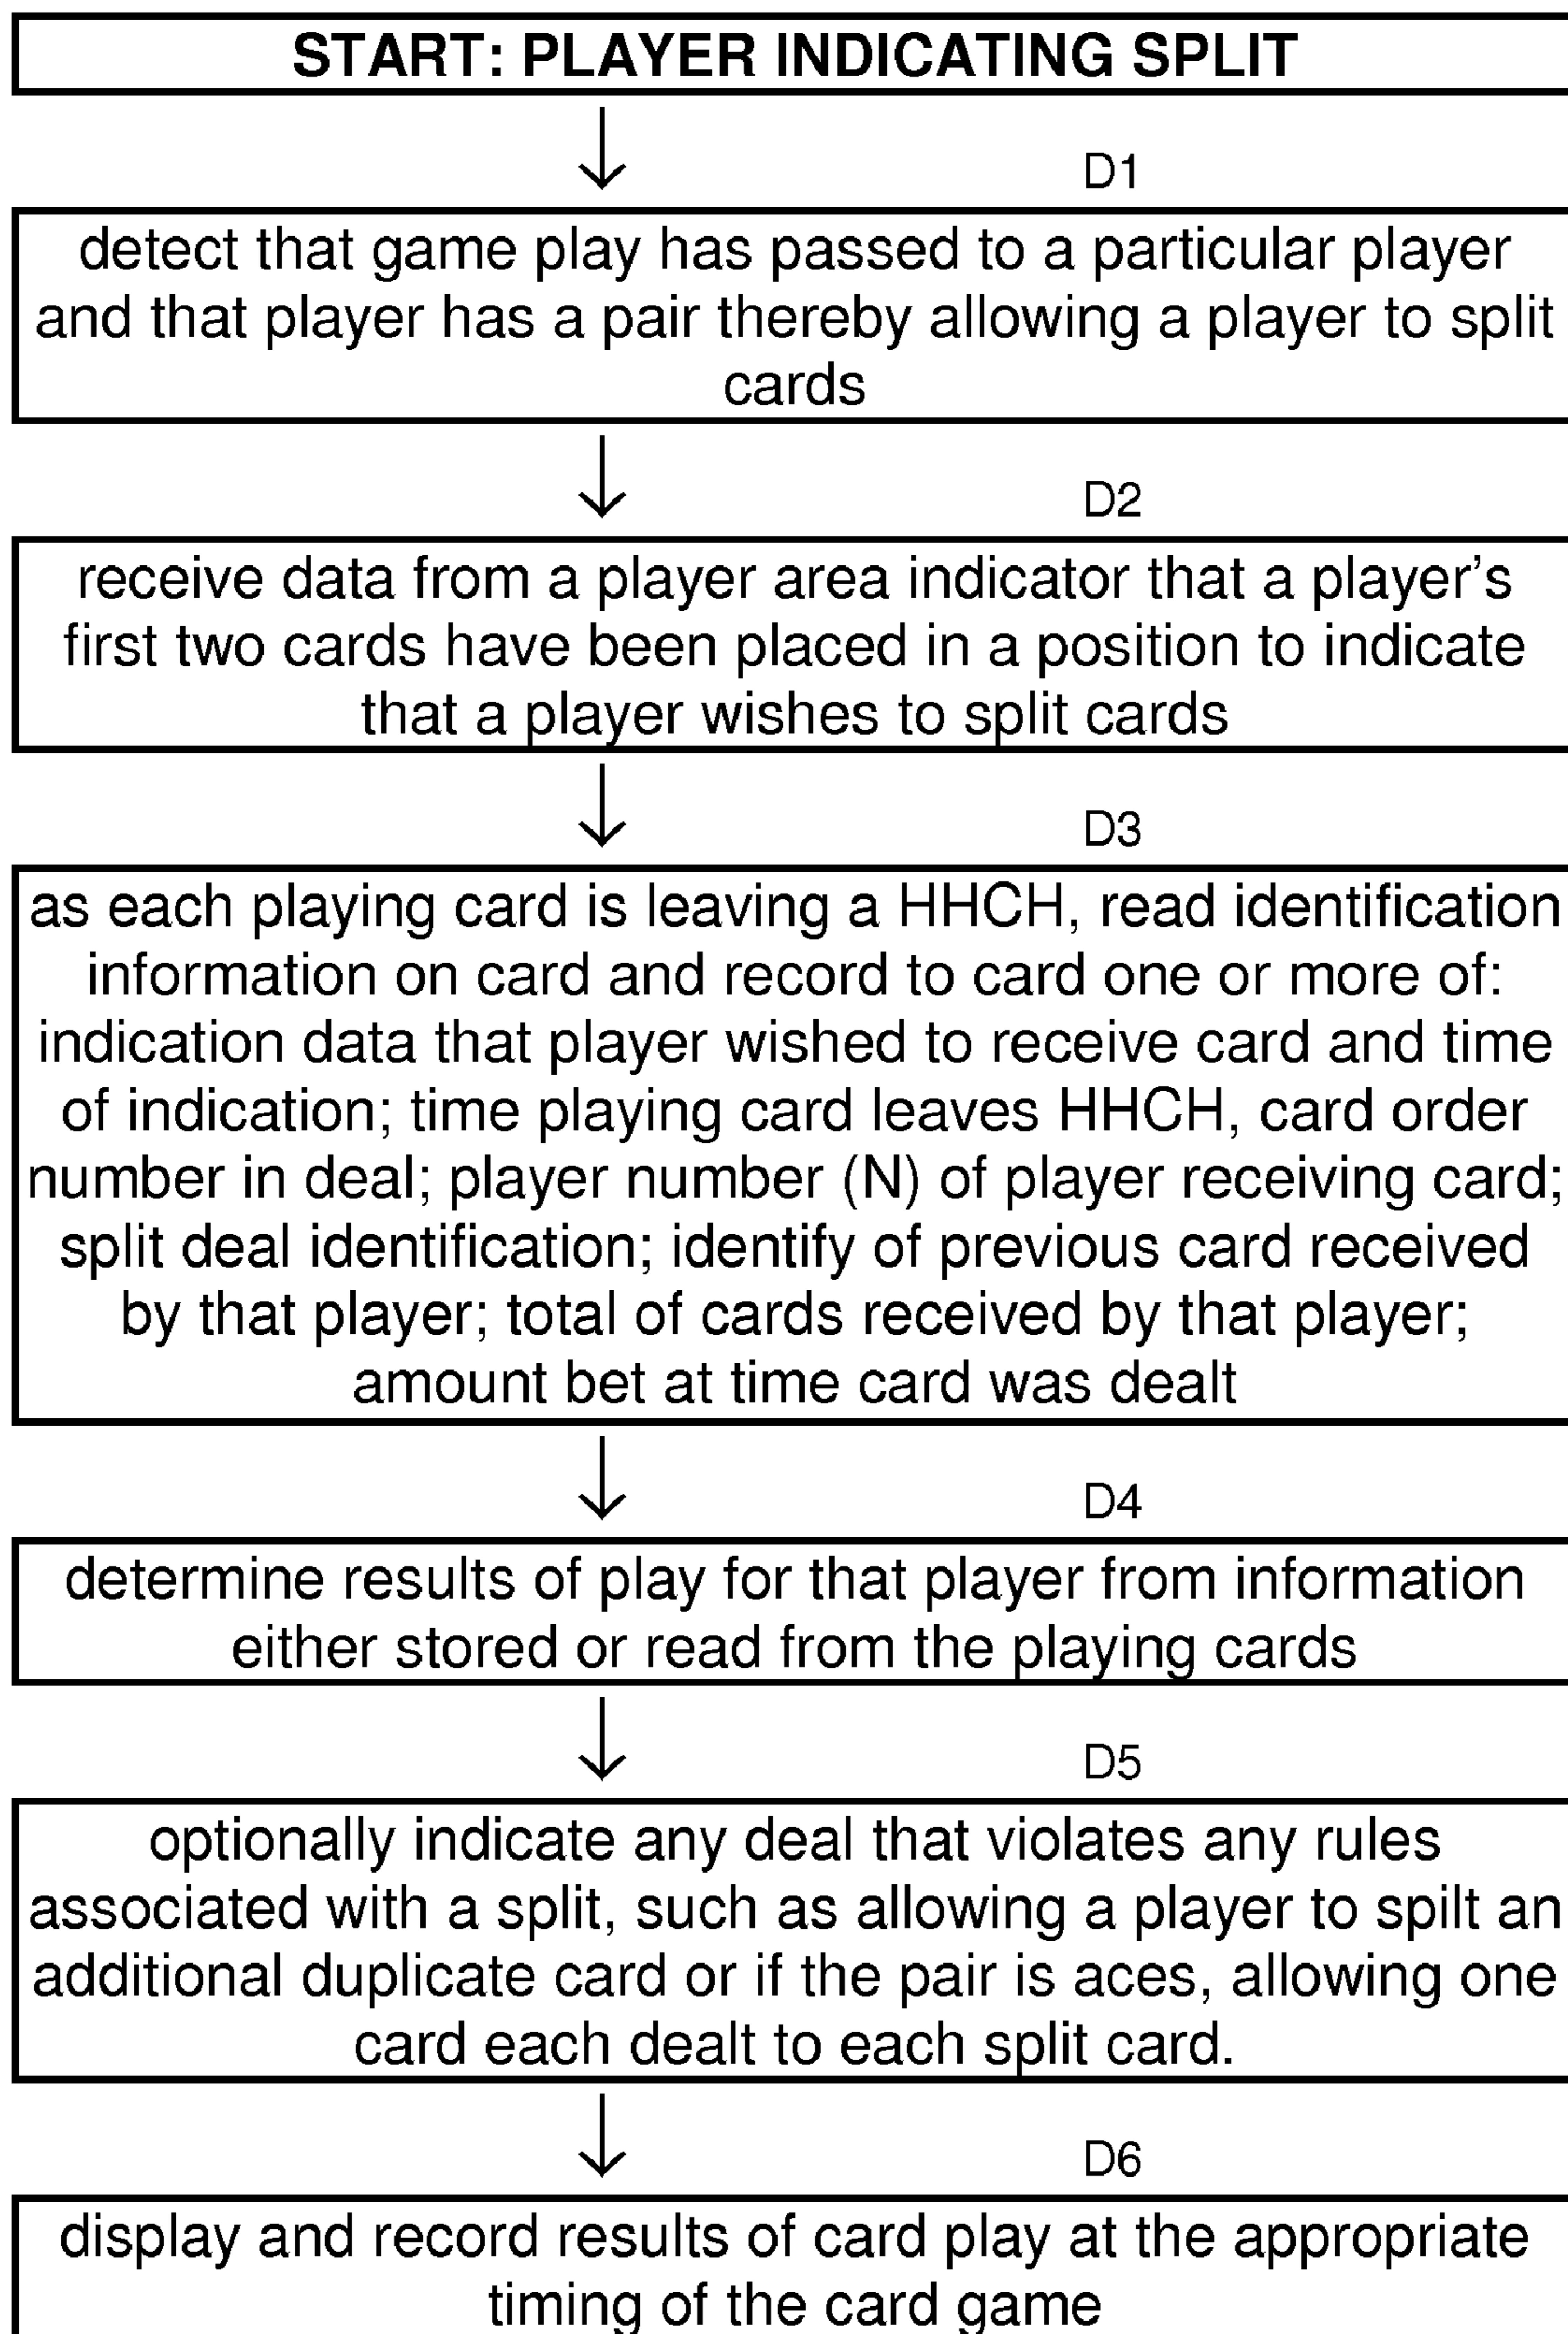 START: PLAYER INDICATING SPLIT
D1
detect that game play has passed to a particular player
and that player has a pair thereby allowing a player to split
cards
D2
receive data from a player area indicator that a player's
first two cards have been placed in a position to indicate
that a player wishes to split cards
D3
as each playing card is leaving a HHCH, read identification
information on card and record to card one or more of:
indication data that player wished to receive card and time
of indication; time playing card leaves HHCH, card order
number in deal; player number (N) of player receiving card;
split deal identification; identify of previous card received
by that player; total of cards received by that player;
amount bet at time card was dealt
D4
determine results of play for that player from information
either stored or read from the playing cards
D5
optionally indicate any deal that violates any rules
associated with a split, such as allowing a player to spilt an
additional duplicate card or if the pair is aces, allowing one
card each dealt to each split card.
D6
display and record results of card play at the appropriate
timing of the card game